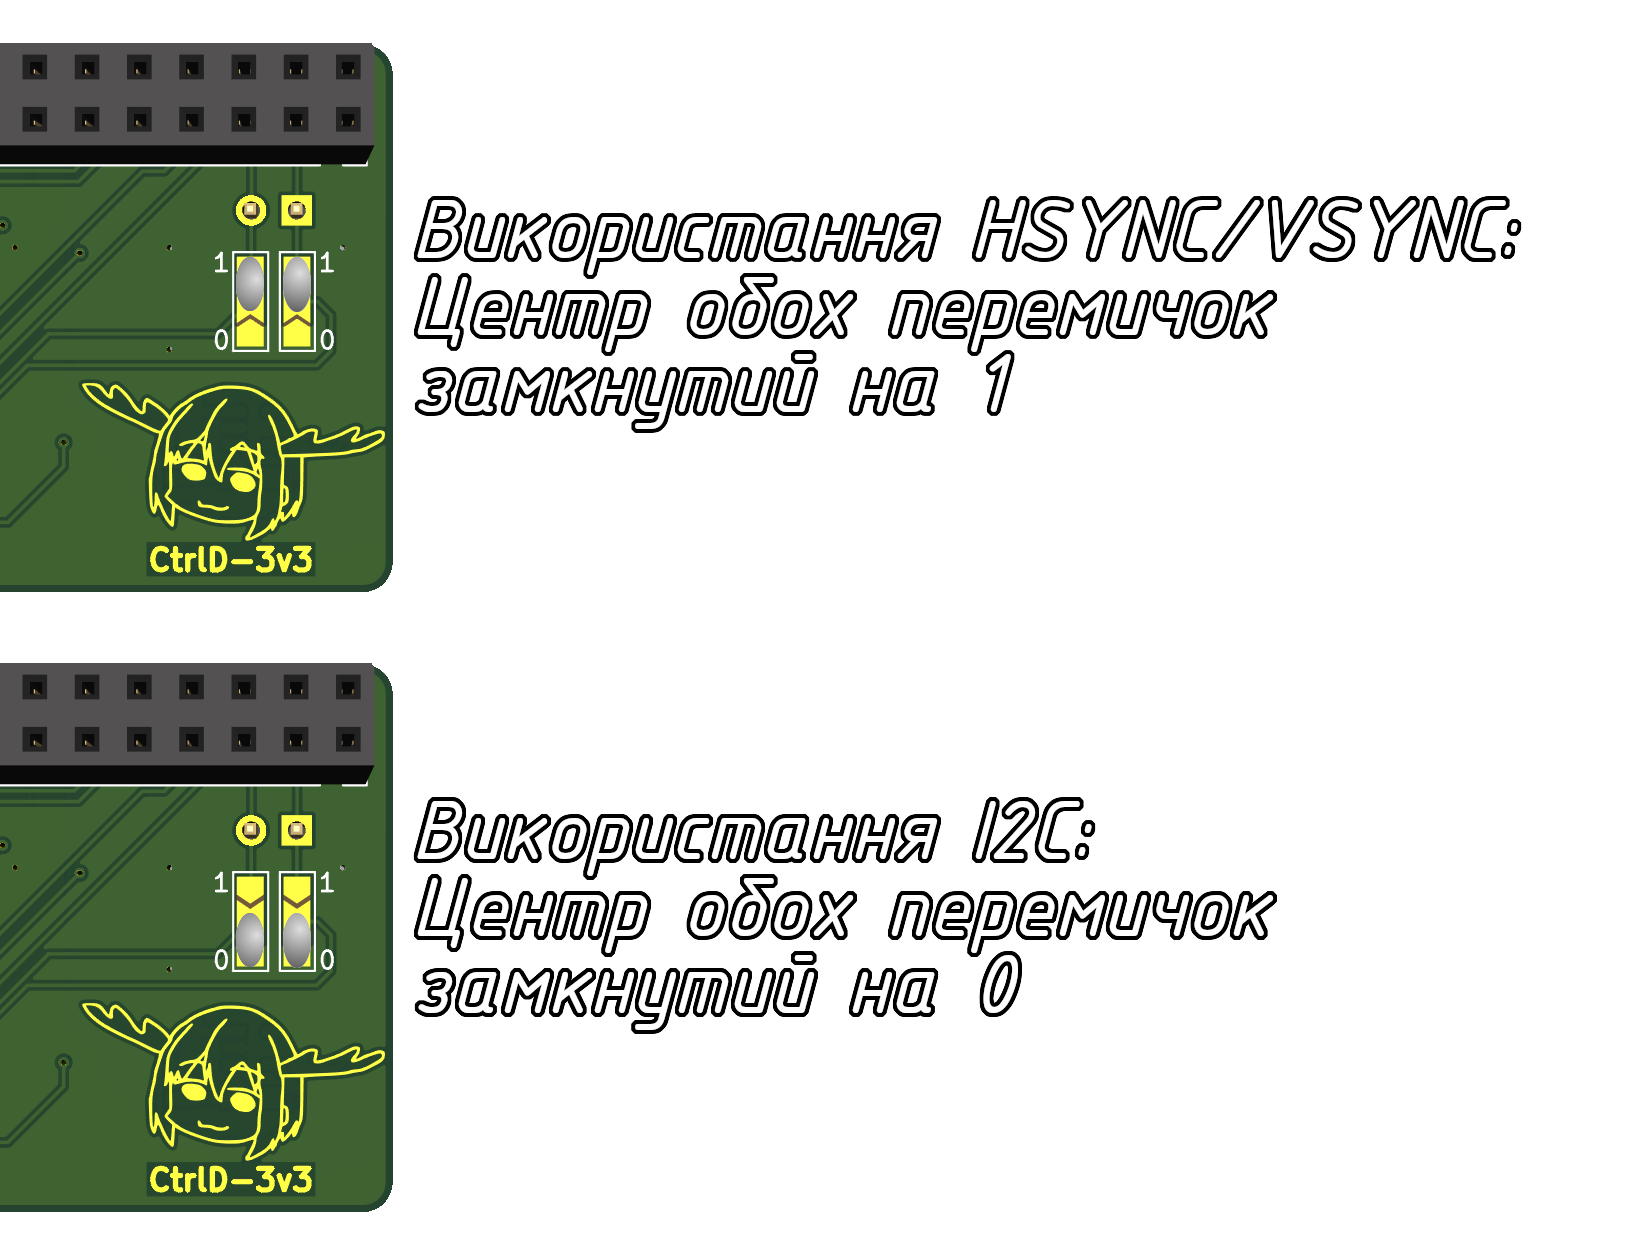 Використання HSYNC/VSYNC:
Центр обох перемичок
замкнутий на 1
1 1
0 0
CtrlD-3v3
Використання I2C:
Центр обох перемичок
замкнутий на 0
1 1
0 0
CtrlD-3v3